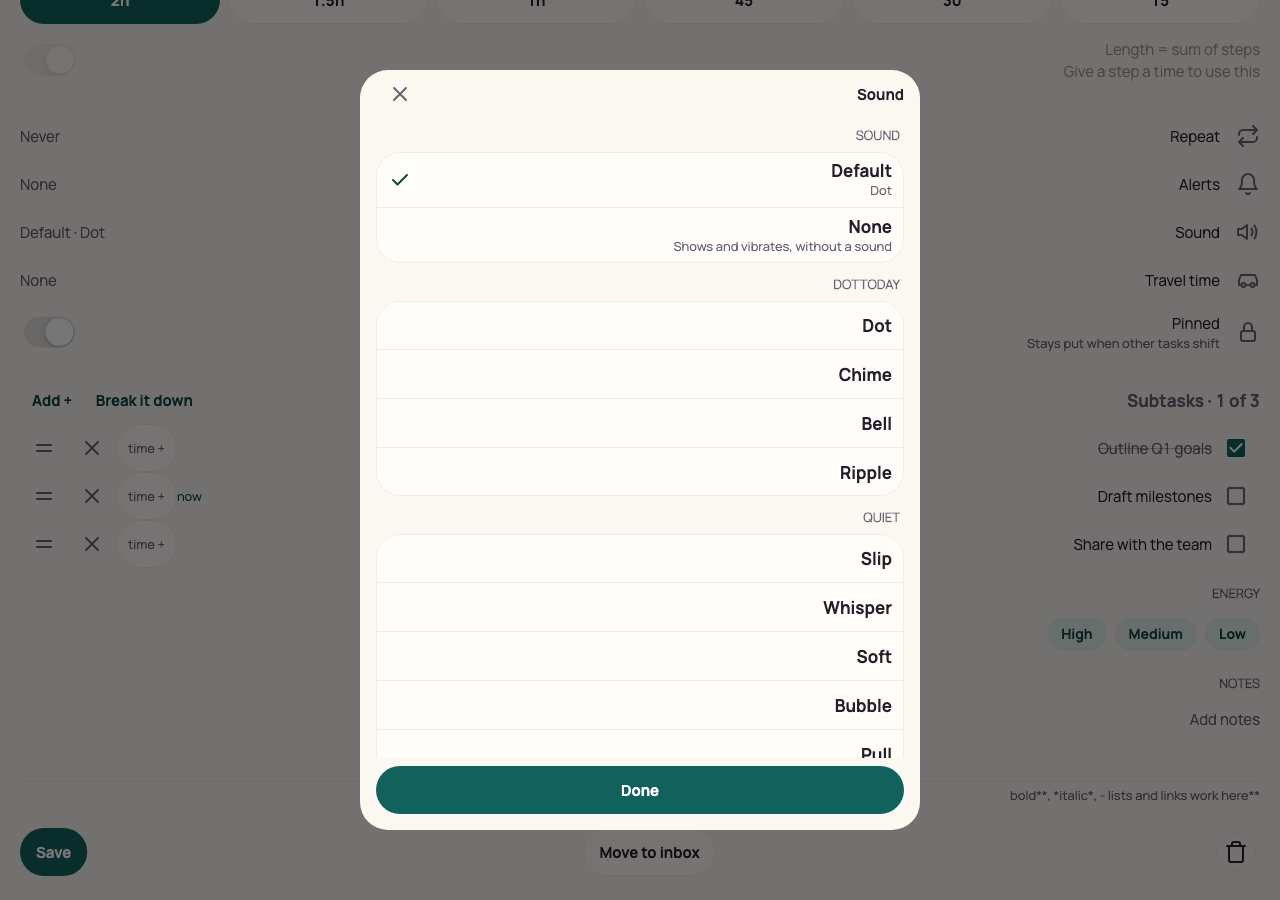 2h
1.5h
1h
45
30
15
Length = sum of steps
Give a step a time to use this
Repeat
Never
Alerts
None
Sound
Default · Dot
Travel time
None
Pinned
Stays put when other tasks shift
Subtasks · 1 of 3
Add +
Break it down
Outline Q1 goals
time +
Draft milestones
time +
now
Share with the team
time +
ENERGY
High
Medium
Low
NOTES
Add notes
bold**, *italic*, - lists and links work here**
Save
Move to inbox
Sound
SOUND
Default
Dot
None
Shows and vibrates, without a sound
DOTTODAY
Dot
Chime
Bell
Ripple
QUIET
Slip
Whisper
Soft
Bubble
Pull
Done